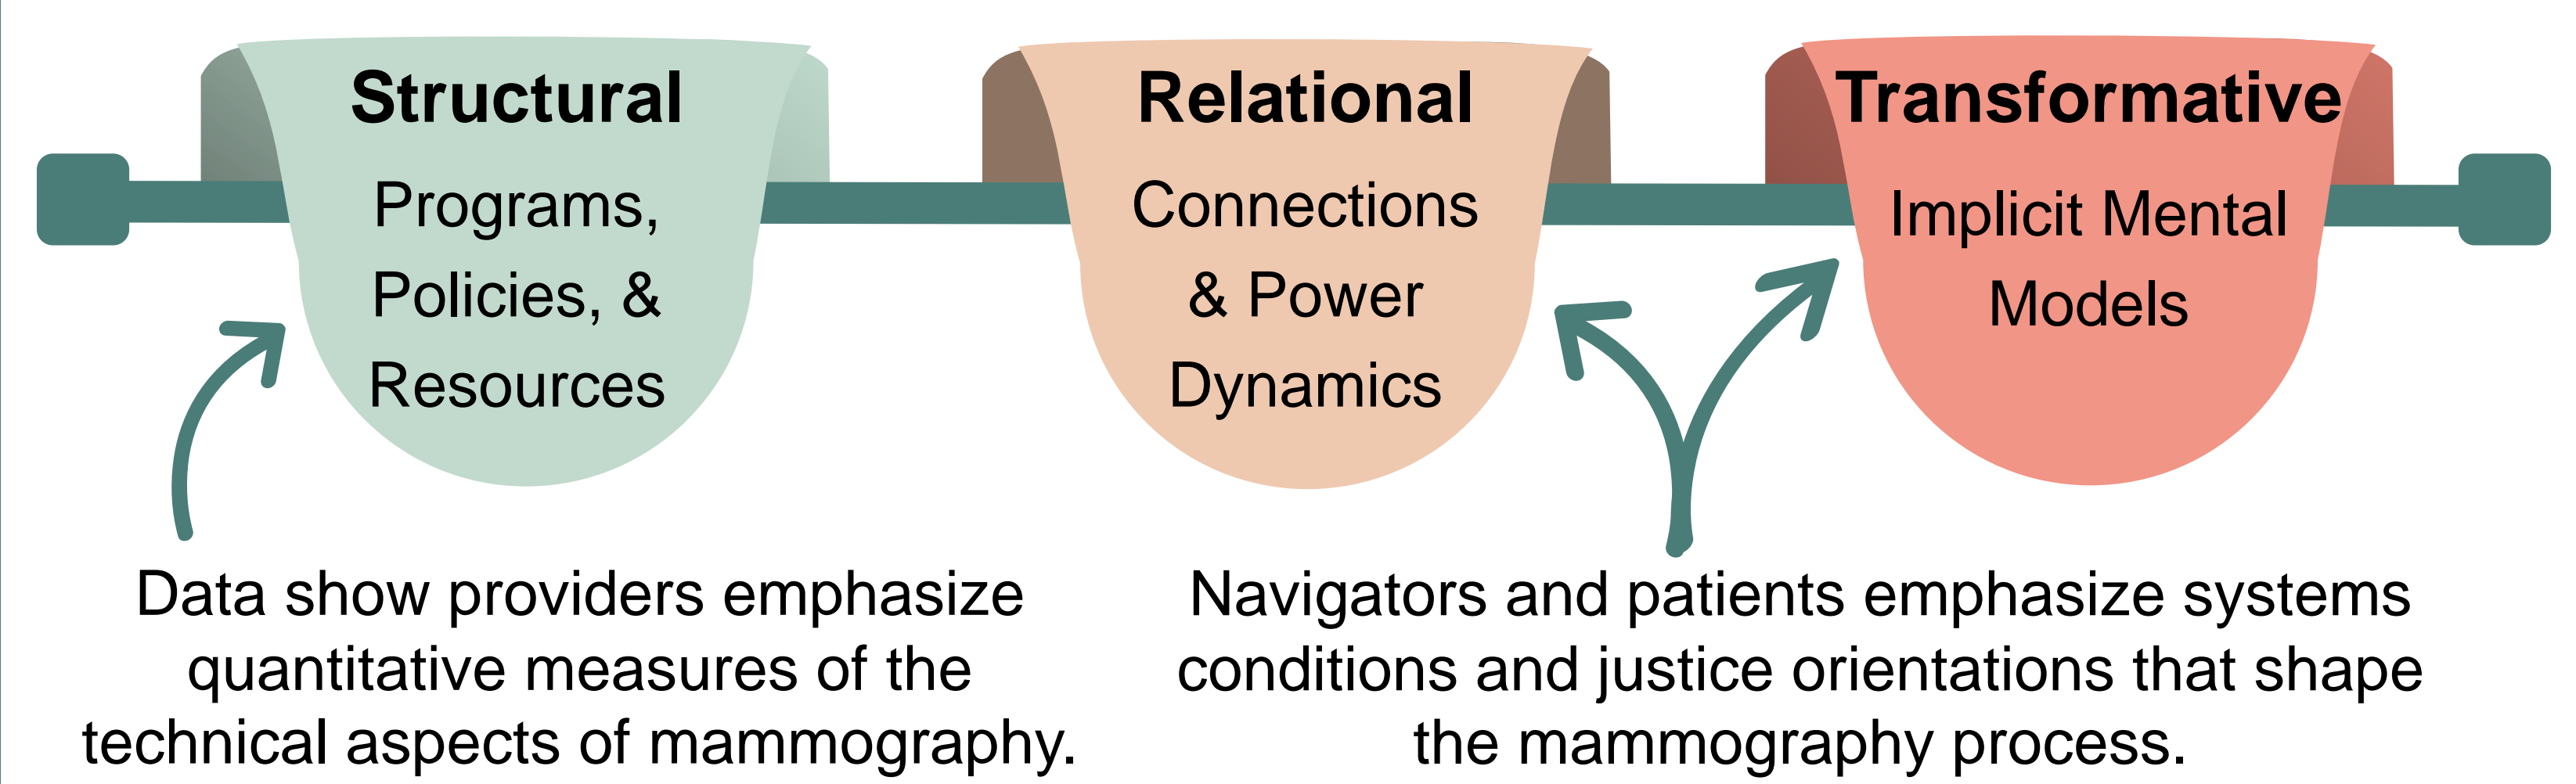 Structural
Programs,
Policies, &
Resources
Relational
Connections
& Power
Dynamics
Transformative
Implicit Mental
Models
Data show providers emphasize
quantitative measures of the
technical aspects of mammography.
Navigators and patients emphasize systems
conditions and justice orientations that shape
the mammography process.